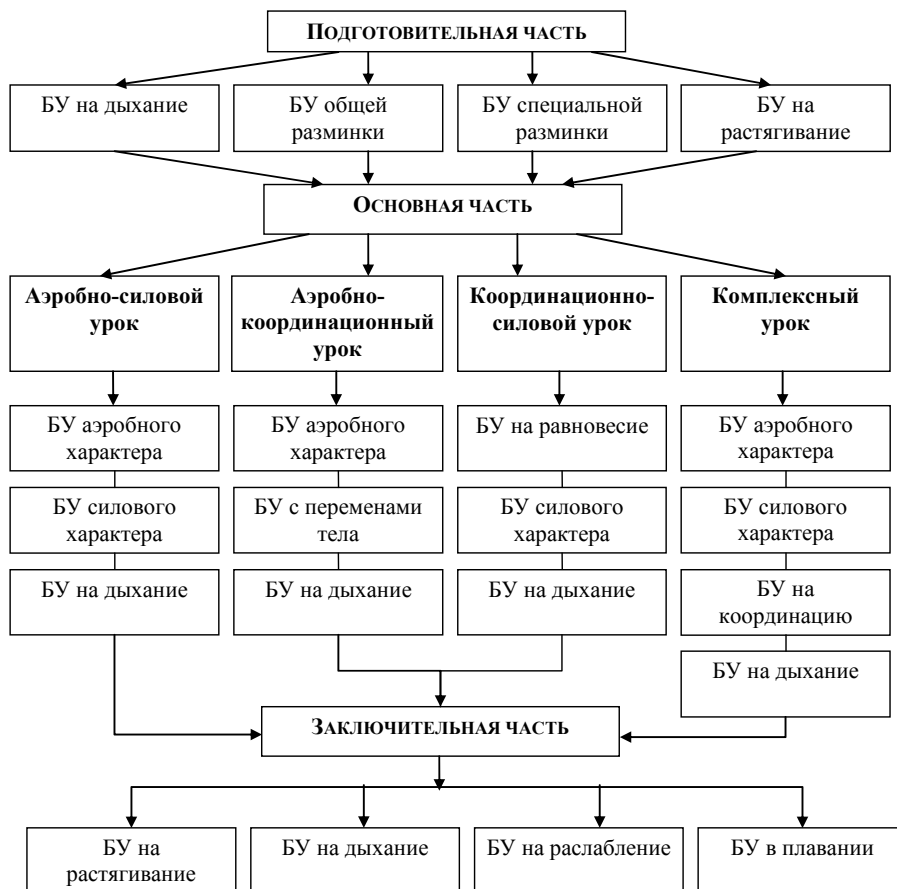 ПОДГОТОВИТЕЛЬНАЯ ЧАСТЬ
БУ на дыхание
БУ общей
разминки
БУ специальной
разминки
БУ на
растягивание
ОСНОВНАЯ ЧАСТЬ
Аэробно-силовой
урок
Аэробно-
координационный
урок
Координационно-
силовой урок
Комплексный
урок
БУ аэробного
характера
БУ аэробного
характера
БУ на равновесие
БУ аэробного
характера
БУ силового
характера
БУ с переменами
тела
БУ силового
характера
БУ силового
характера
БУ на дыхание
БУ на дыхание
БУ на дыхание
БУ на
координацию
БУ на дыхание
ЗАКЛЮЧИТЕЛЬНАЯ ЧАСТЬ
БУ на
растягивание
БУ на дыхание
БУ на раслабление
БУ в плавании